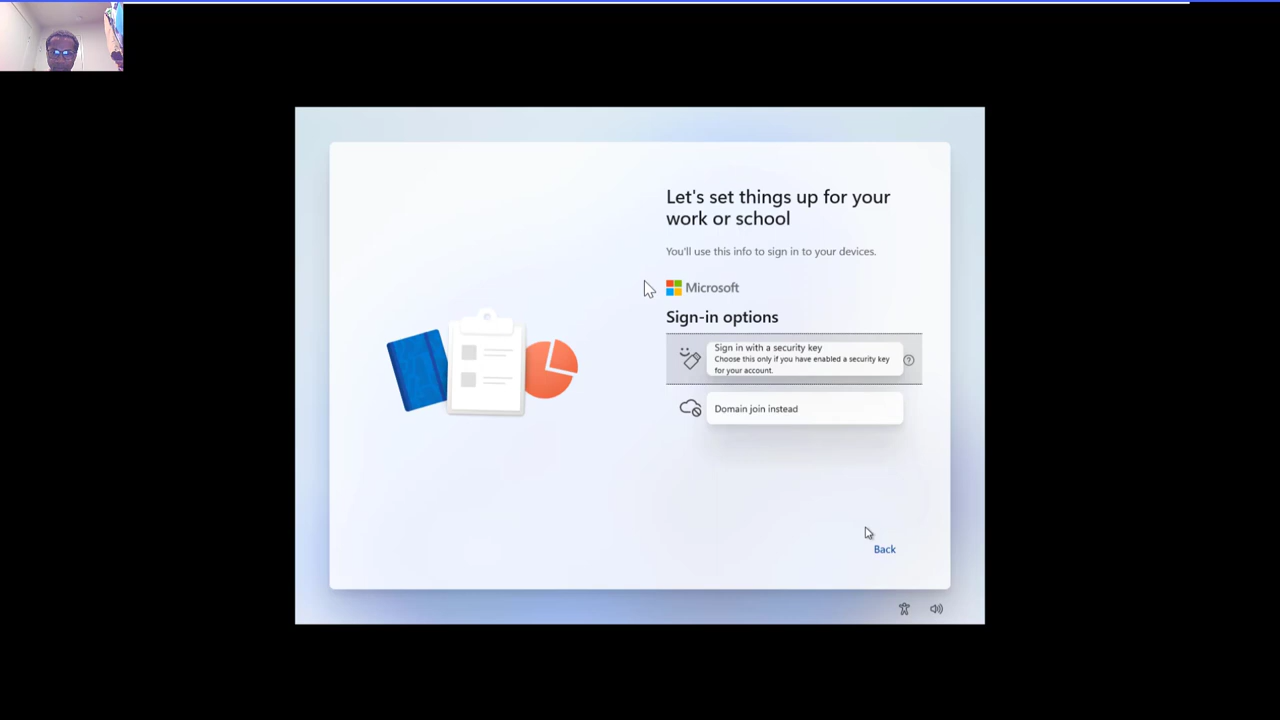 Let's set things up for your
work or school
You'll use this info to sign in to your devices.
Microsoft
Sign-in options
Sign in with a security key
Choose this only if you have enabled a security key
for your account.
Domain join instead
Back